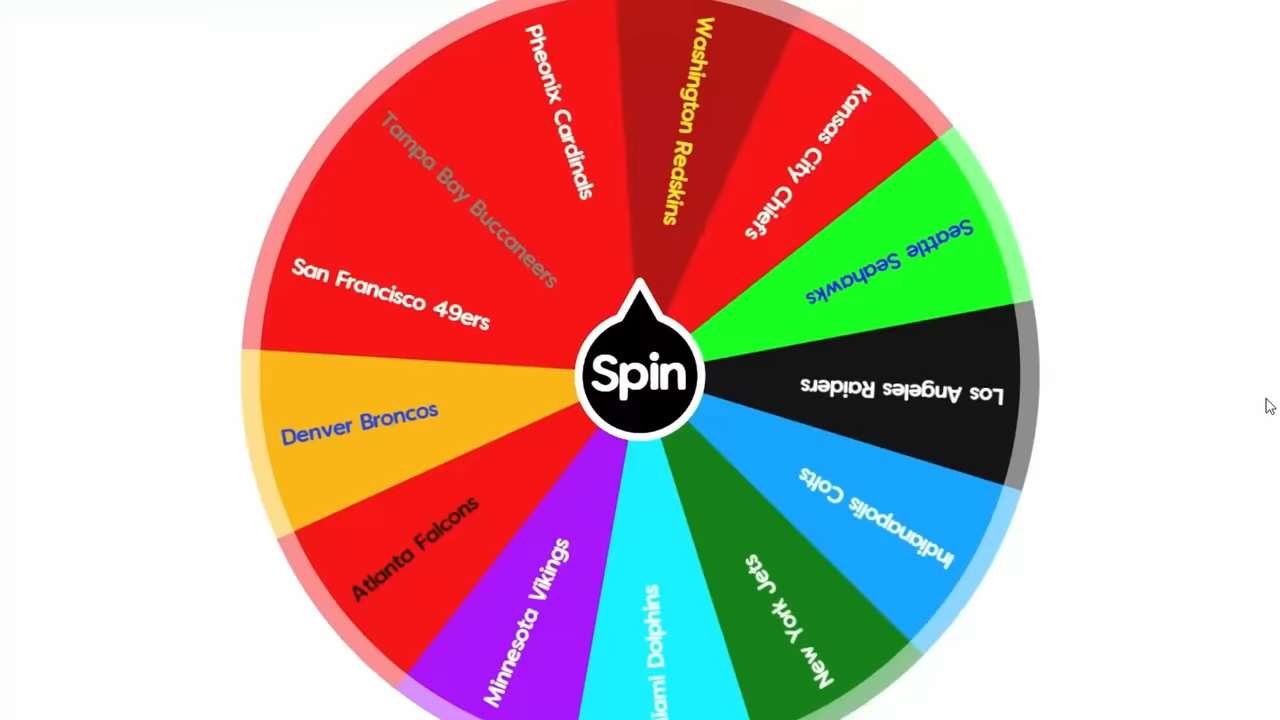 Pheonix Cardinals
Washington Redskins
Kansas City Chiefs
Seattle Seahawks
Los Angeles Raiders
Indianapolis Colts
New York Jets
iami Dolphins
Minnesota Vikings
Atlanta Falcons
Denver Broncos
San Francisco 49ers
Tampa Bay Buccaneers
Spin